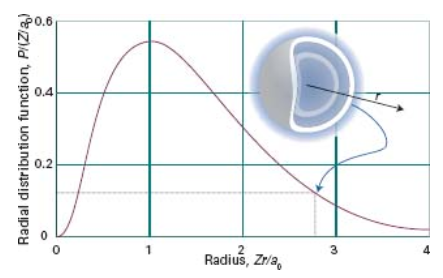 Radial distribution function, P/(Z/a₀)
0.6
0.4
0.2
0
0 1 2 3 4
Radius, Zr/a₀
r